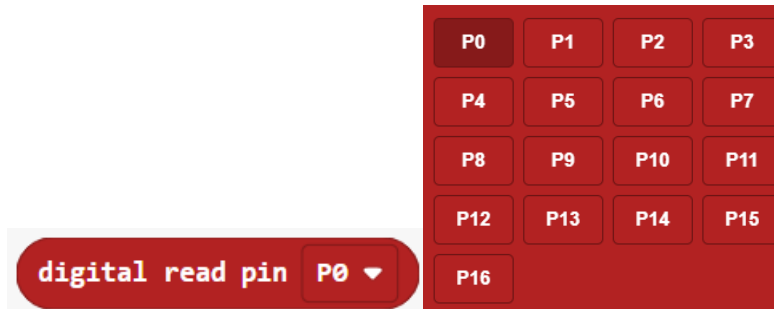 digital read pin P0
P0 P1 P2 P3
P4 P5 P6 P7
P8 P9 P10 P11
P12 P13 P14 P15
P16